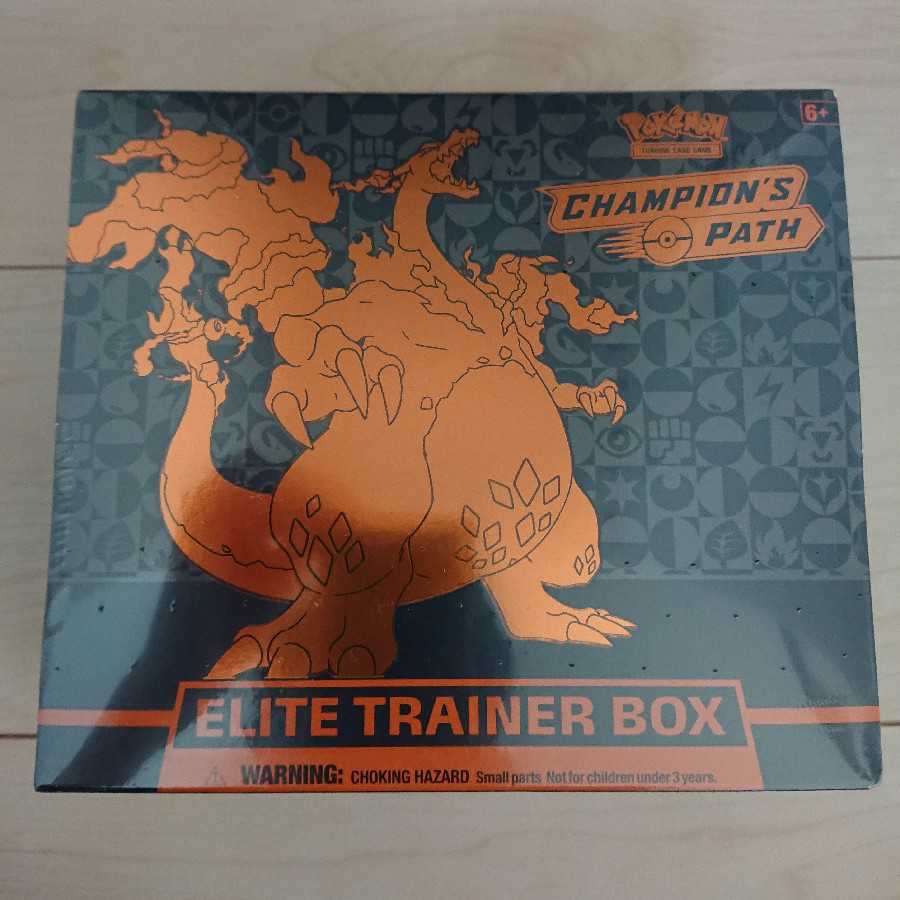 6+
POKÉMON
TRADING CARD GAME
CHAMPION'S
PATH
ELITE TRAINER BOX
⚠ WARNING: CHOKING HAZARD Small parts Not for children under 3 years.